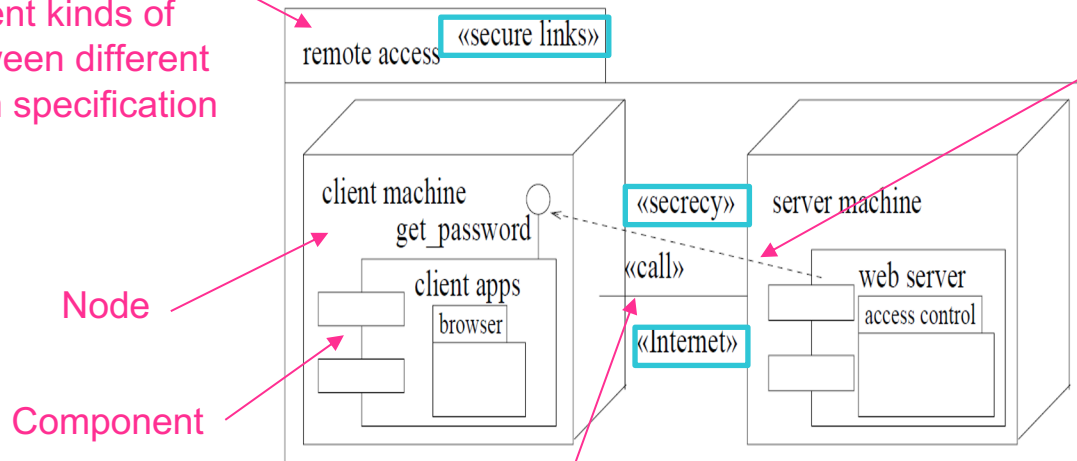 ent kinds of
ween different
specification
remote access «secure links»
client machine
get_password
client apps
browser
«secrecy»
«call»
«Internet»
server machine
web server
access control
Node
Component